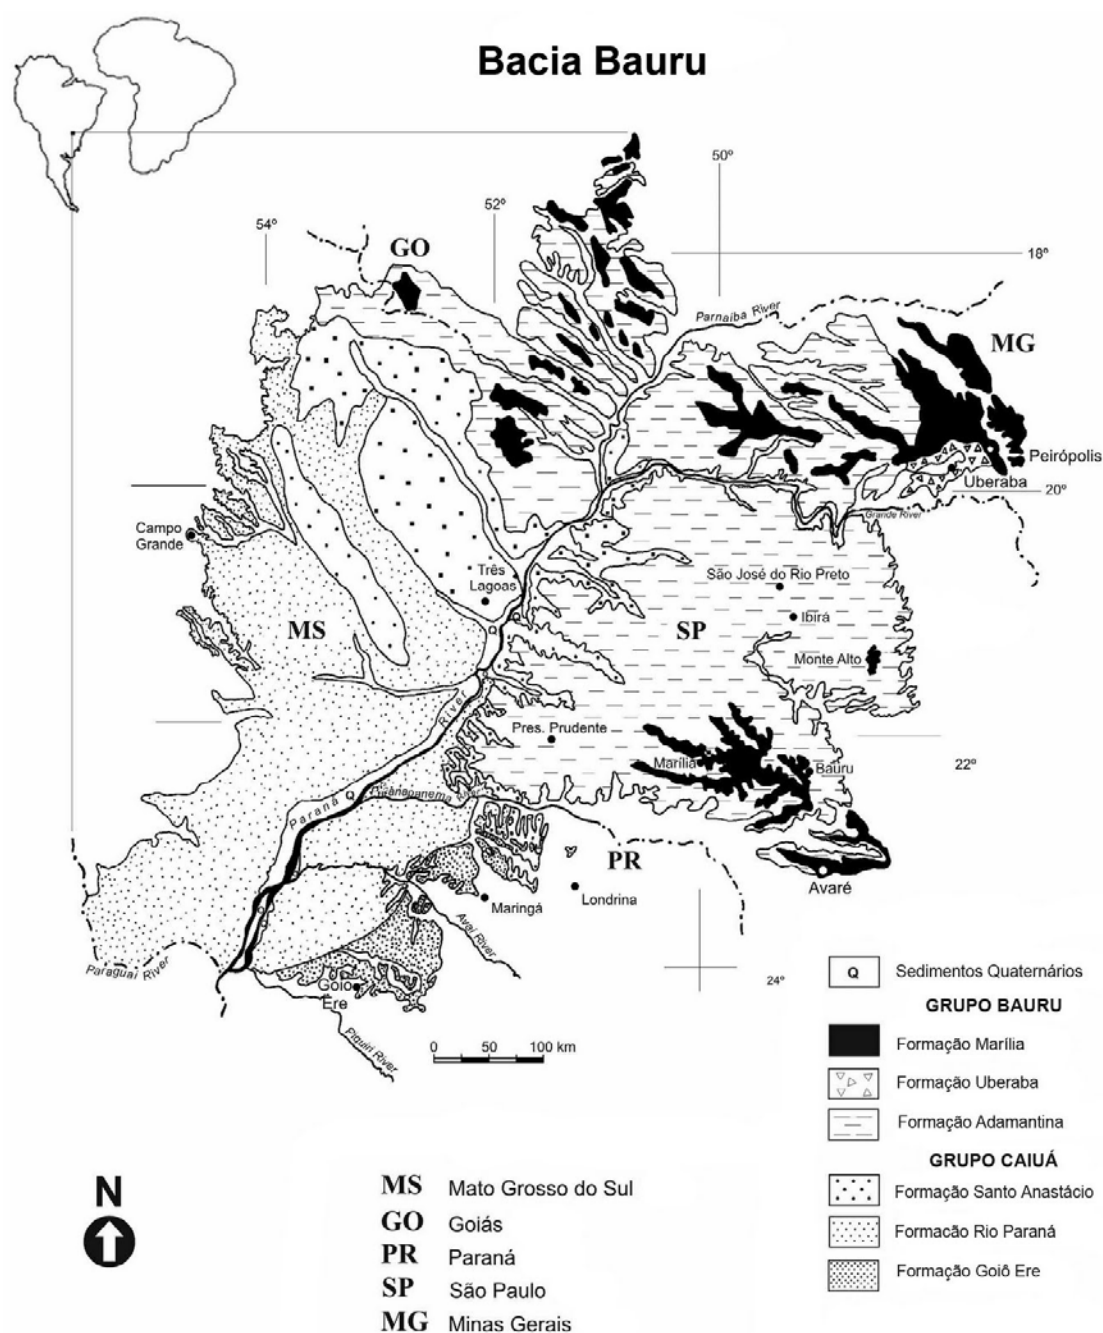 Bacia Bauru
50º
52º
54º
GO
18º
Parnaíba River
MG
Peirópolis
Uberaba
20º
Grande River
Campo
Grande
Três
Lagoas
São José do Rio Preto
Q
Q
MS
SP
Ibirá
Monte Alto
Pres. Prudente
Marília
Bauru
22º
Paraná River
Q
Paranapanema River
PR
Avaré
Maringá
Londrina
Avaí River
Paraguai River
Goio
Ere
24º
Piquiri River
0 50 100 km
Q Sedimentos Quaternários
GRUPO BAURU
Formação Marília
Formação Uberaba
Formação Adamantina
GRUPO CAIUÁ
Formação Santo Anastácio
Formacão Rio Paraná
Formação Goiô Ere
N
MS Mato Grosso do Sul
GO Goiás
PR Paraná
SP São Paulo
MG Minas Gerais